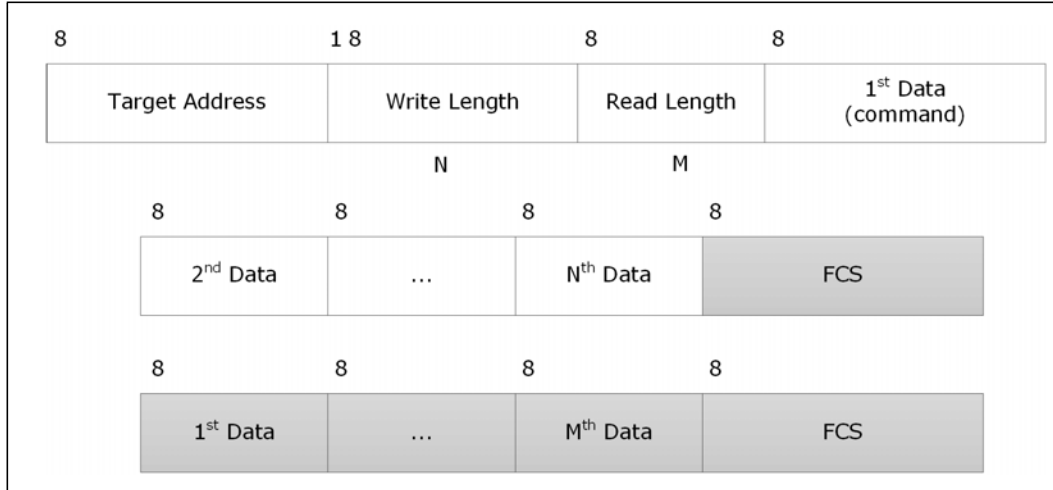 8 1 8 8 8
Target Address Write Length Read Length 1st Data
(command)
N M
8 8 8 8
2nd Data ... Nth Data FCS
8 8 8 8
1st Data ... Mth Data FCS